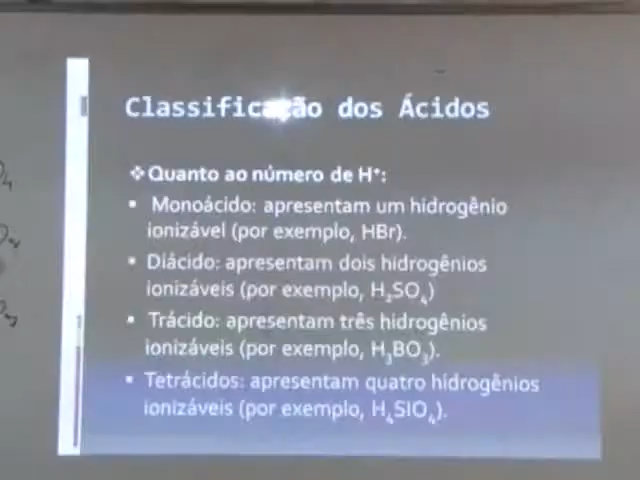 Classificação dos Ácidos
❖Quanto ao número de H⁺:
• Monoácido: apresentam um hidrogênio
ionizável (por exemplo, HBr).
• Diácido: apresentam dois hidrogênios
ionizáveis (por exemplo, H₂SO₄)
• Trácido: apresentam três hidrogênios
ionizáveis (por exemplo, H₃BO₃).
• Tetrácidos: apresentam quatro hidrogênios
ionizáveis (por exemplo, H₄SIO₄).